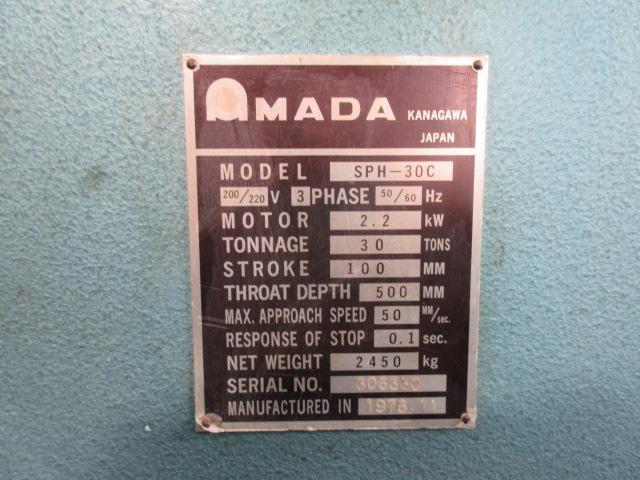 AMADA KANAGAWA
JAPAN
MODEL SPH-30C
200/220 V 3 PHASE 50/60 Hz
MOTOR 2.2 kW
TONNAGE 30 TONS
STROKE 100 MM
THROAT DEPTH 500 MM
MAX. APPROACH SPEED 50 MM/sec.
RESPONSE OF STOP 0.1 sec.
NET WEIGHT 2450 kg
SERIAL NO.
MANUFACTURED IN 1978.11